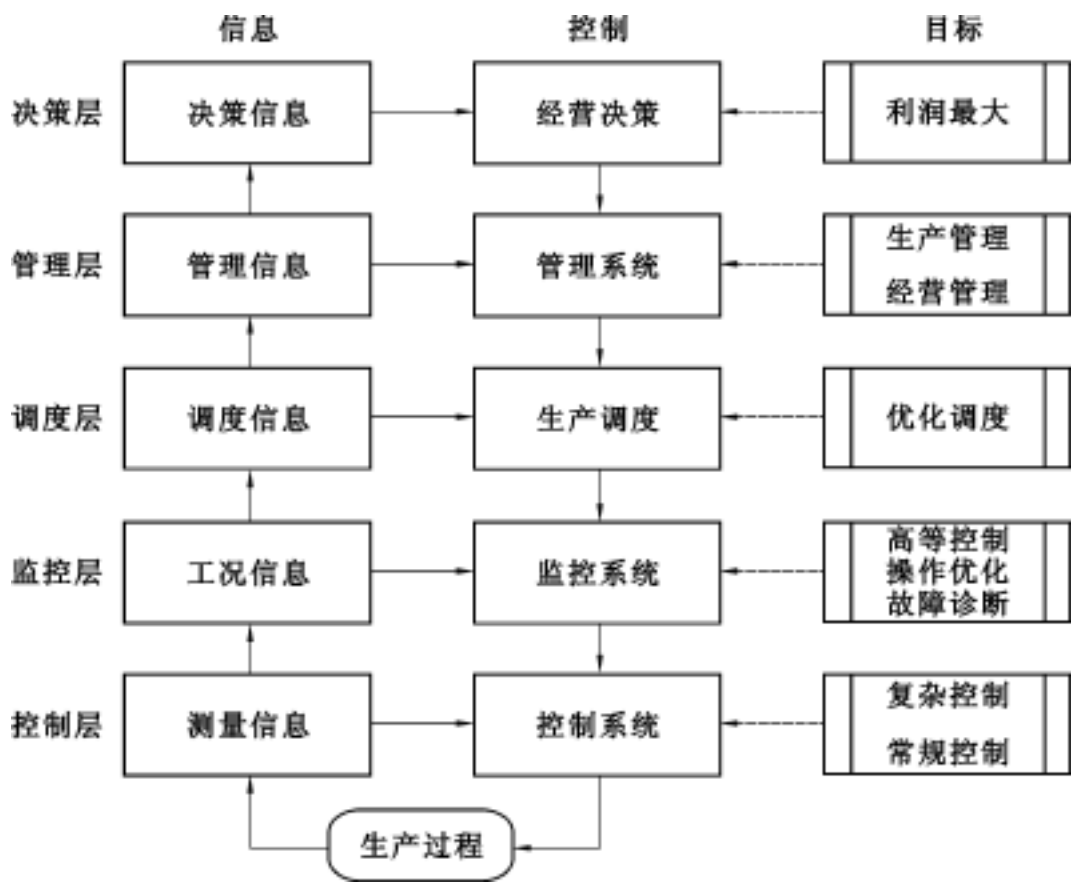 信息 控制 目标
决策层 决策信息 经营决策 利润最大
管理层 管理信息 管理系统 生产管理
经营管理
调度层 调度信息 生产调度 优化调度
监控层 工况信息 监控系统 高等控制
操作优化
故障诊断
控制层 测量信息 控制系统 复杂控制
常规控制
生产过程